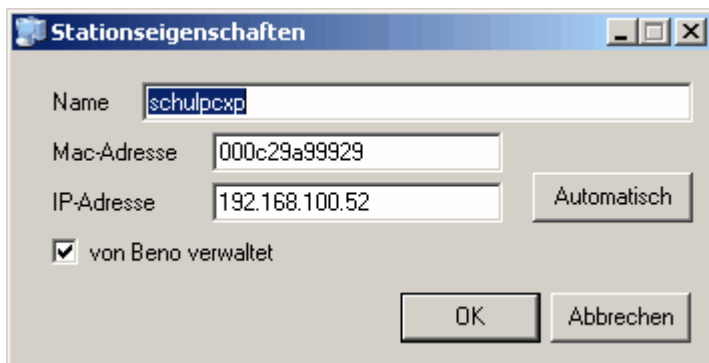 Stationseigenschaften
Name schulpcxp
Mac-Adresse 000c29a99929
IP-Adresse 192.168.100.52 Automatisch
von Beno verwaltet
OK Abbrechen